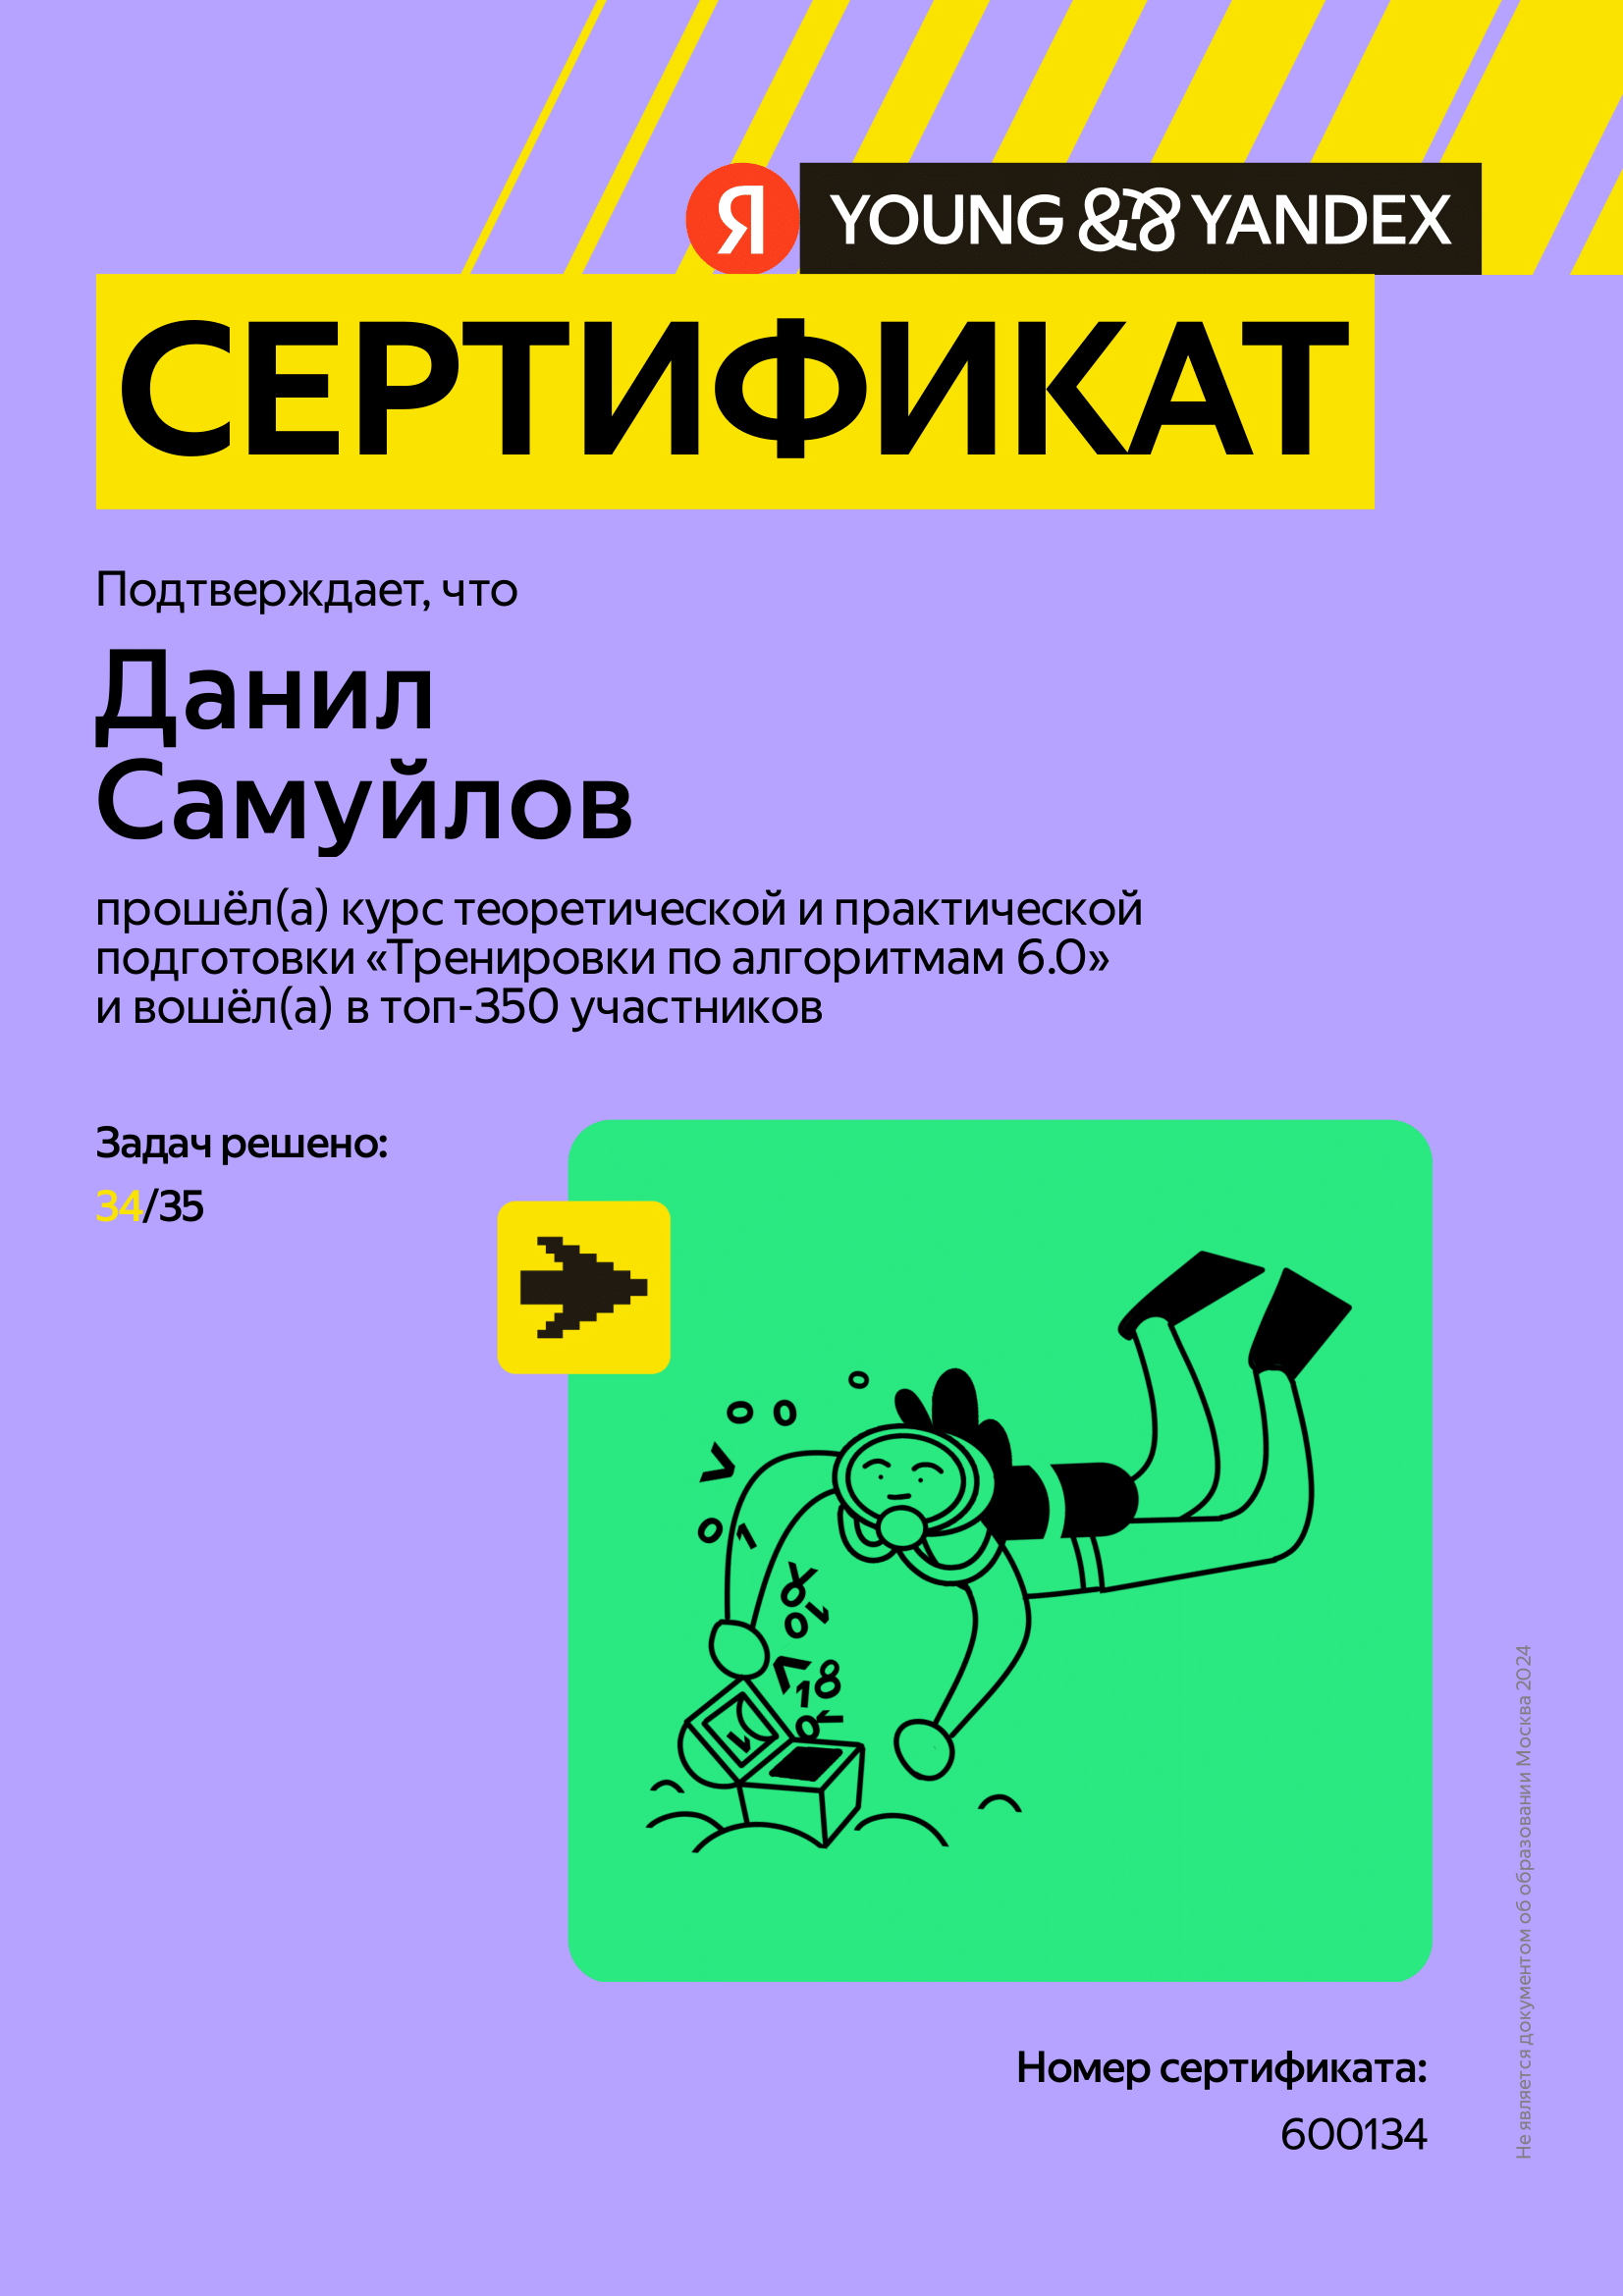 Я YOUNG && YANDEX
СЕРТИФИКАТ
Подтверждает, что
Данил
Самуйлов
прошёл(а) курс теоретической и практической
подготовки «Тренировки по алгоритмам 6.0»
и вошёл(а) в топ-350 участников
Задач решено:
34/35
Номер сертификата:
600134
Не является документом об образовании Москва 2024